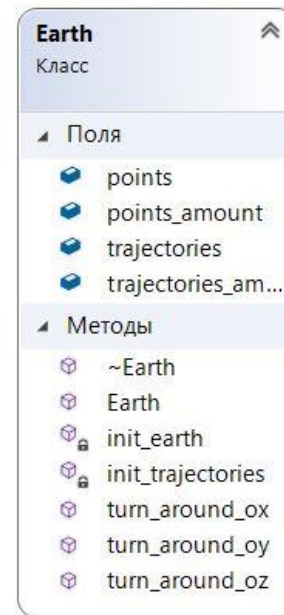 Earth
Класс
Поля
points
points_amount
trajectories
trajectories_am...
Методы
~Earth
Earth
init_earth
init_trajectories
turn_around_ox
turn_around_oy
turn_around_oz